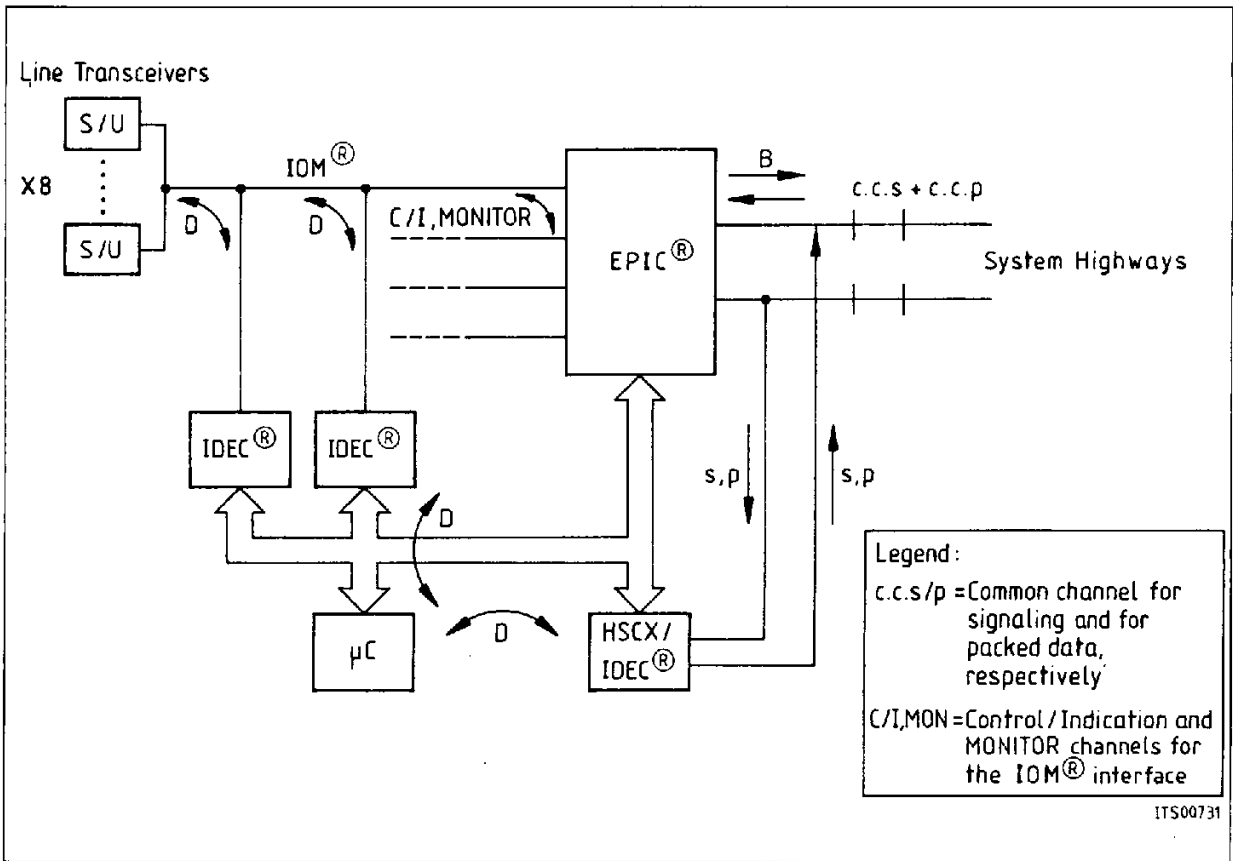 Line Transceivers
S/U
X8
S/U
IOM®
D
D
C/I, MONITOR
EPIC®
B
c.c.s + c.c.p
System Highways
IDEC®
IDEC®
s,p
s,p
D
D
µC
HSCX/
IDEC®
Legend:
c.c.s/p = Common channel for
signaling and for
packed data,
respectively
C/I,MON = Control/Indication and
MONITOR channels for
the IOM® interface
ITS00731